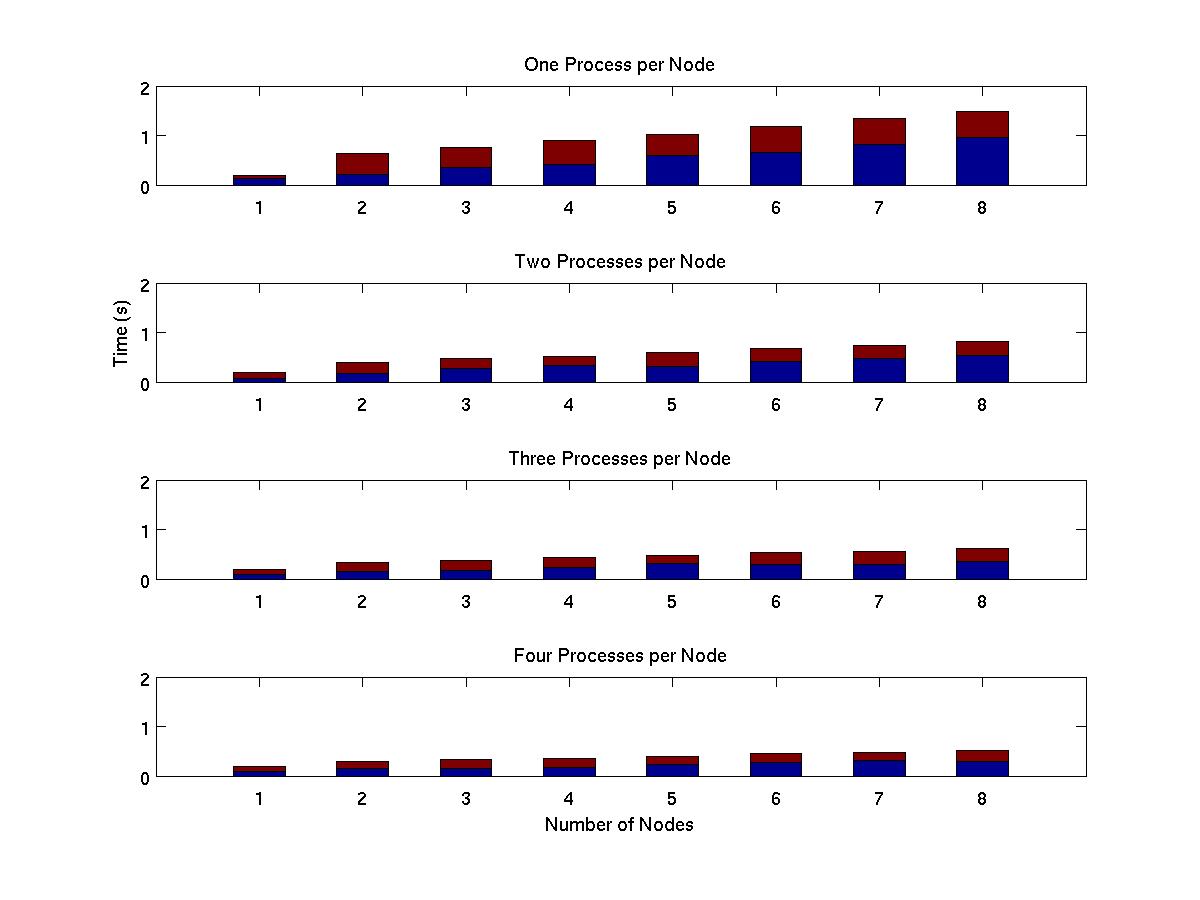 One Process per Node
2
1
0
1 2 3 4 5 6 7 8
Two Processes per Node
2
1
0
1 2 3 4 5 6 7 8
Time (s)
Three Processes per Node
2
1
0
1 2 3 4 5 6 7 8
Four Processes per Node
2
1
0
1 2 3 4 5 6 7 8
Number of Nodes